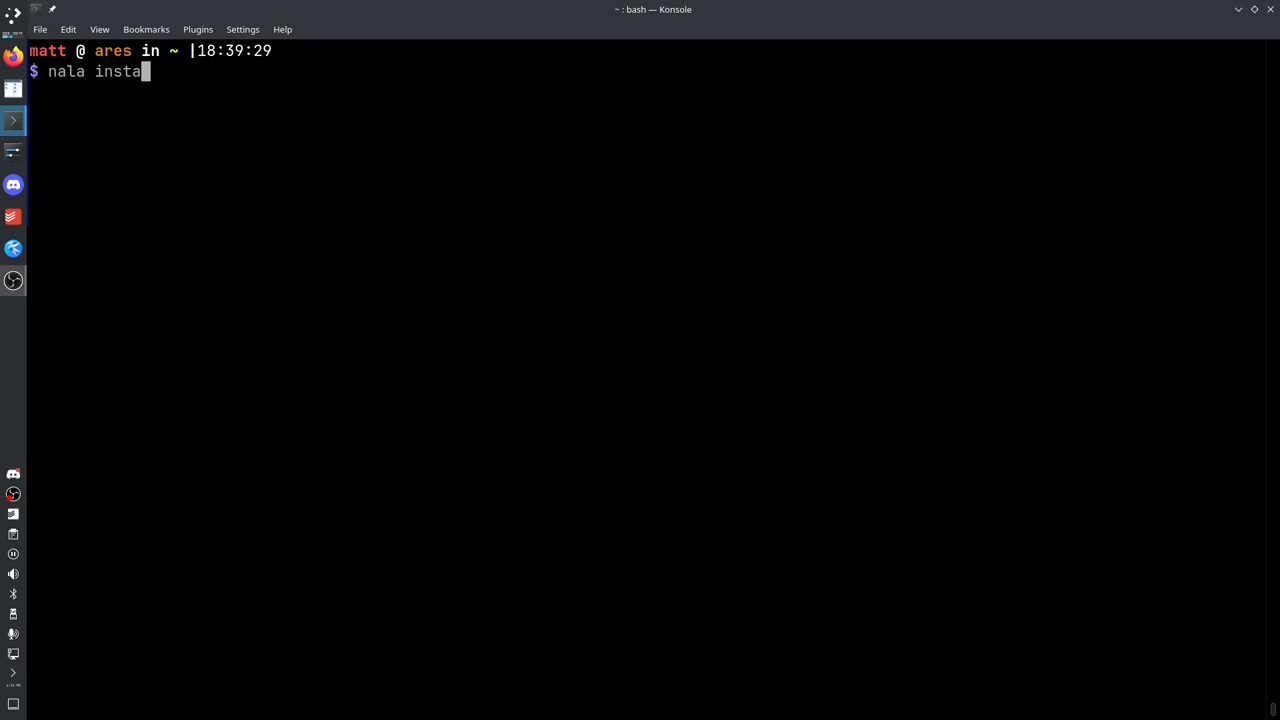 ~ : bash — Konsole
File Edit View Bookmarks Plugins Settings Help
matt @ ares in ~ |18:39:29
$ nala insta